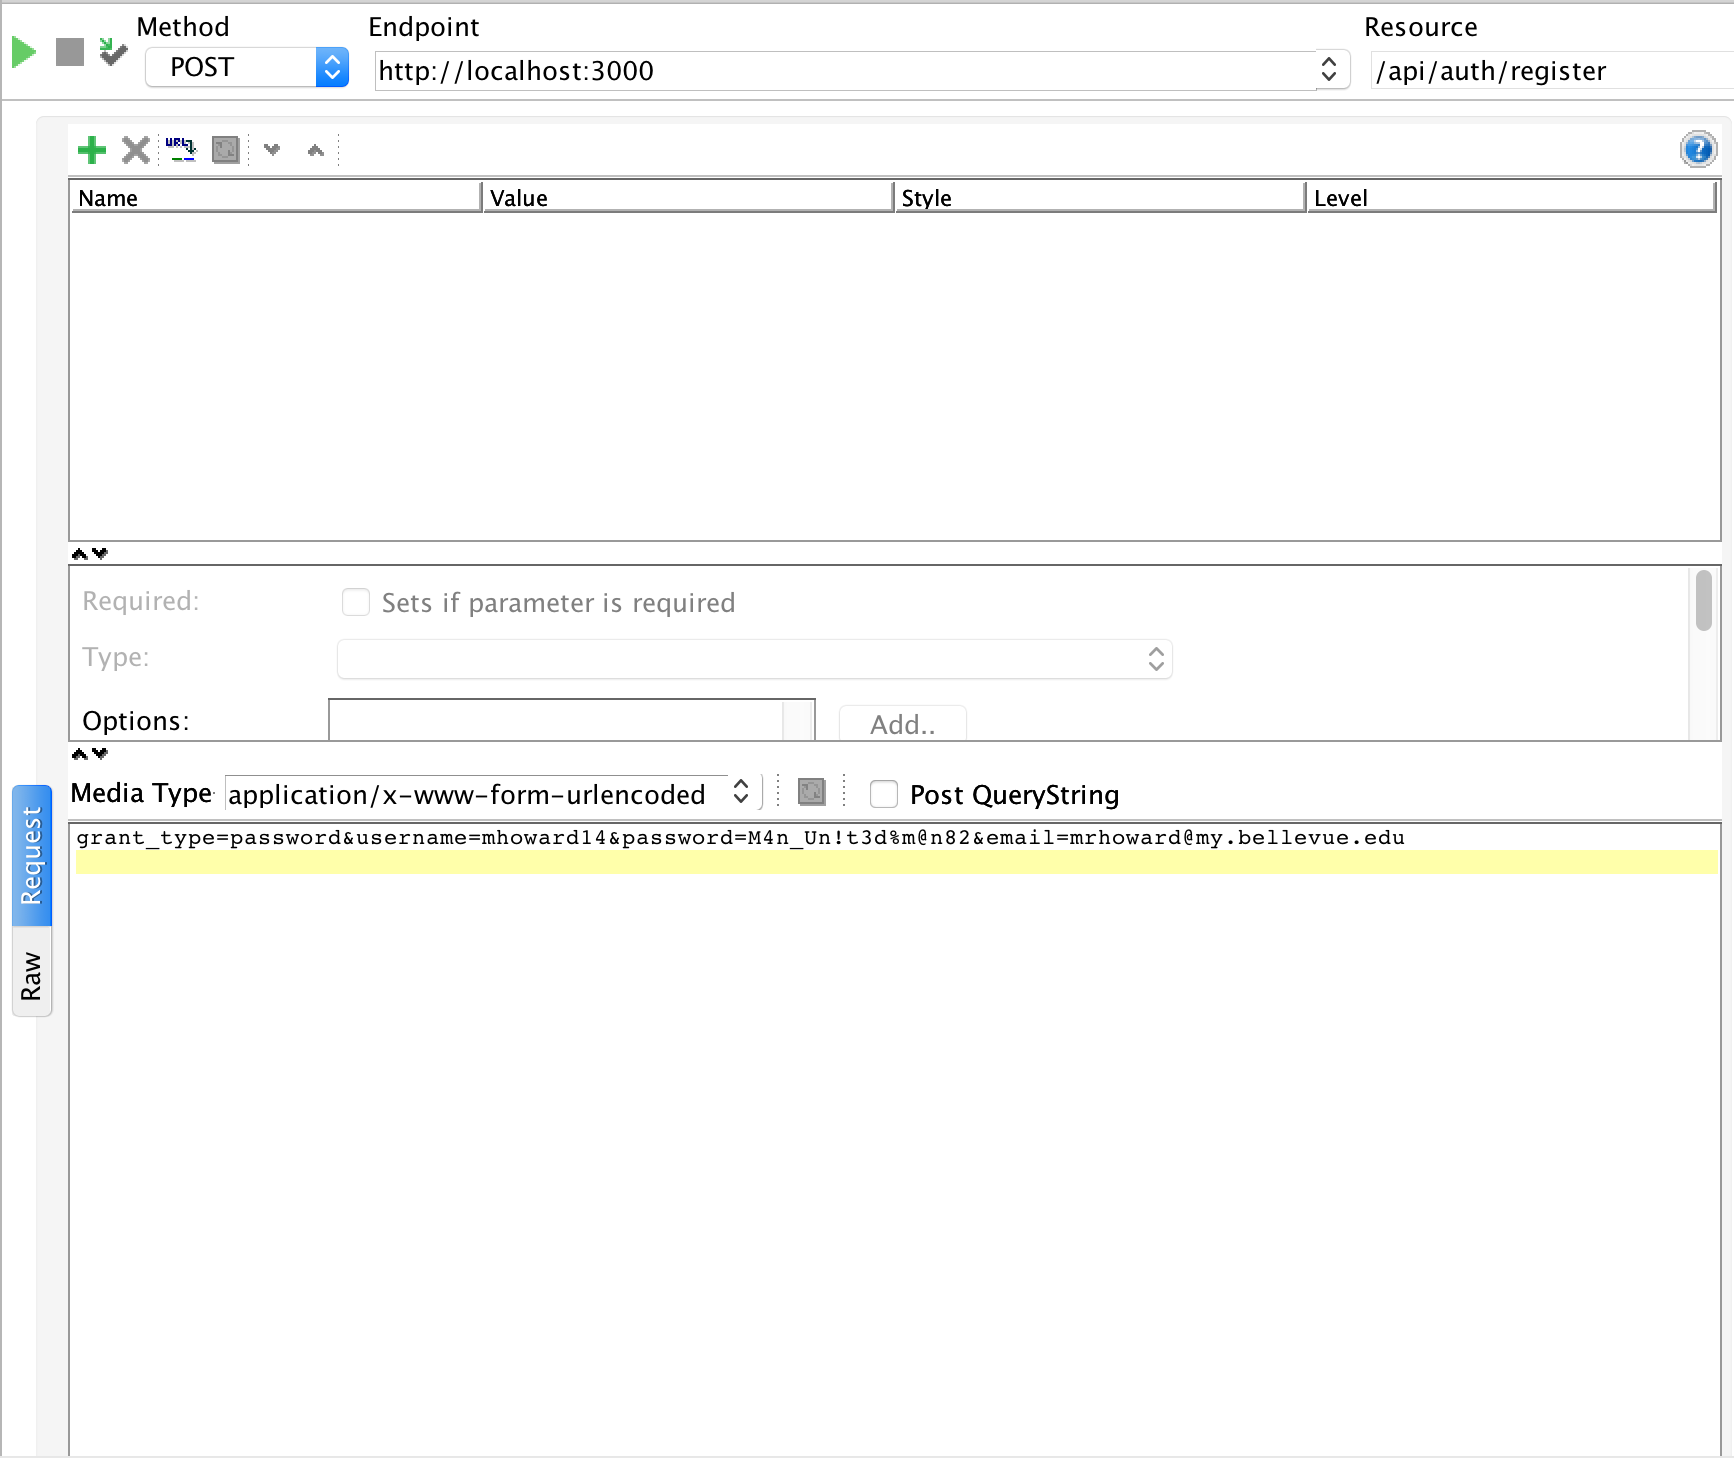 Method
Endpoint
Resource
POST
http://localhost:3000
/api/auth/register
URL
Name
Value
Style
Level
Required:
Sets if parameter is required
Type:
Options:
Add..
Media Type
application/x-www-form-urlencoded
Post QueryString
grant_type=password&username=mhoward14&password=M4n_Un!t3d%m@n82&email=mrhoward@my.bellevue.edu
Request
Raw